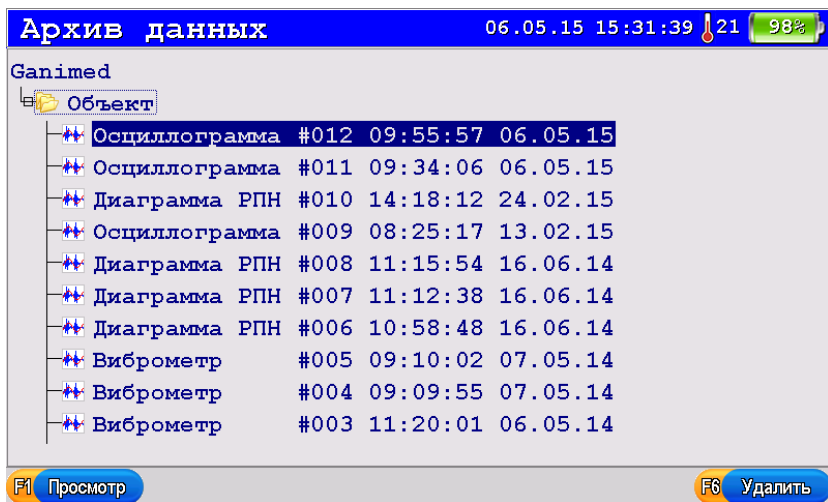 Архив данных 06.05.15 15:31:39 21 98%
Ganimed
Объект
Осциллограмма #012 09:55:57 06.05.15
Осциллограмма #011 09:34:06 06.05.15
Диаграмма РПН #010 14:18:12 24.02.15
Осциллограмма #009 08:25:17 13.02.15
Диаграмма РПН #008 11:15:54 16.06.14
Диаграмма РПН #007 11:12:38 16.06.14
Диаграмма РПН #006 10:58:48 16.06.14
Виброметр #005 09:10:02 07.05.14
Виброметр #004 09:09:55 07.05.14
Виброметр #003 11:20:01 06.05.14
F1 Просмотр F6 Удалить